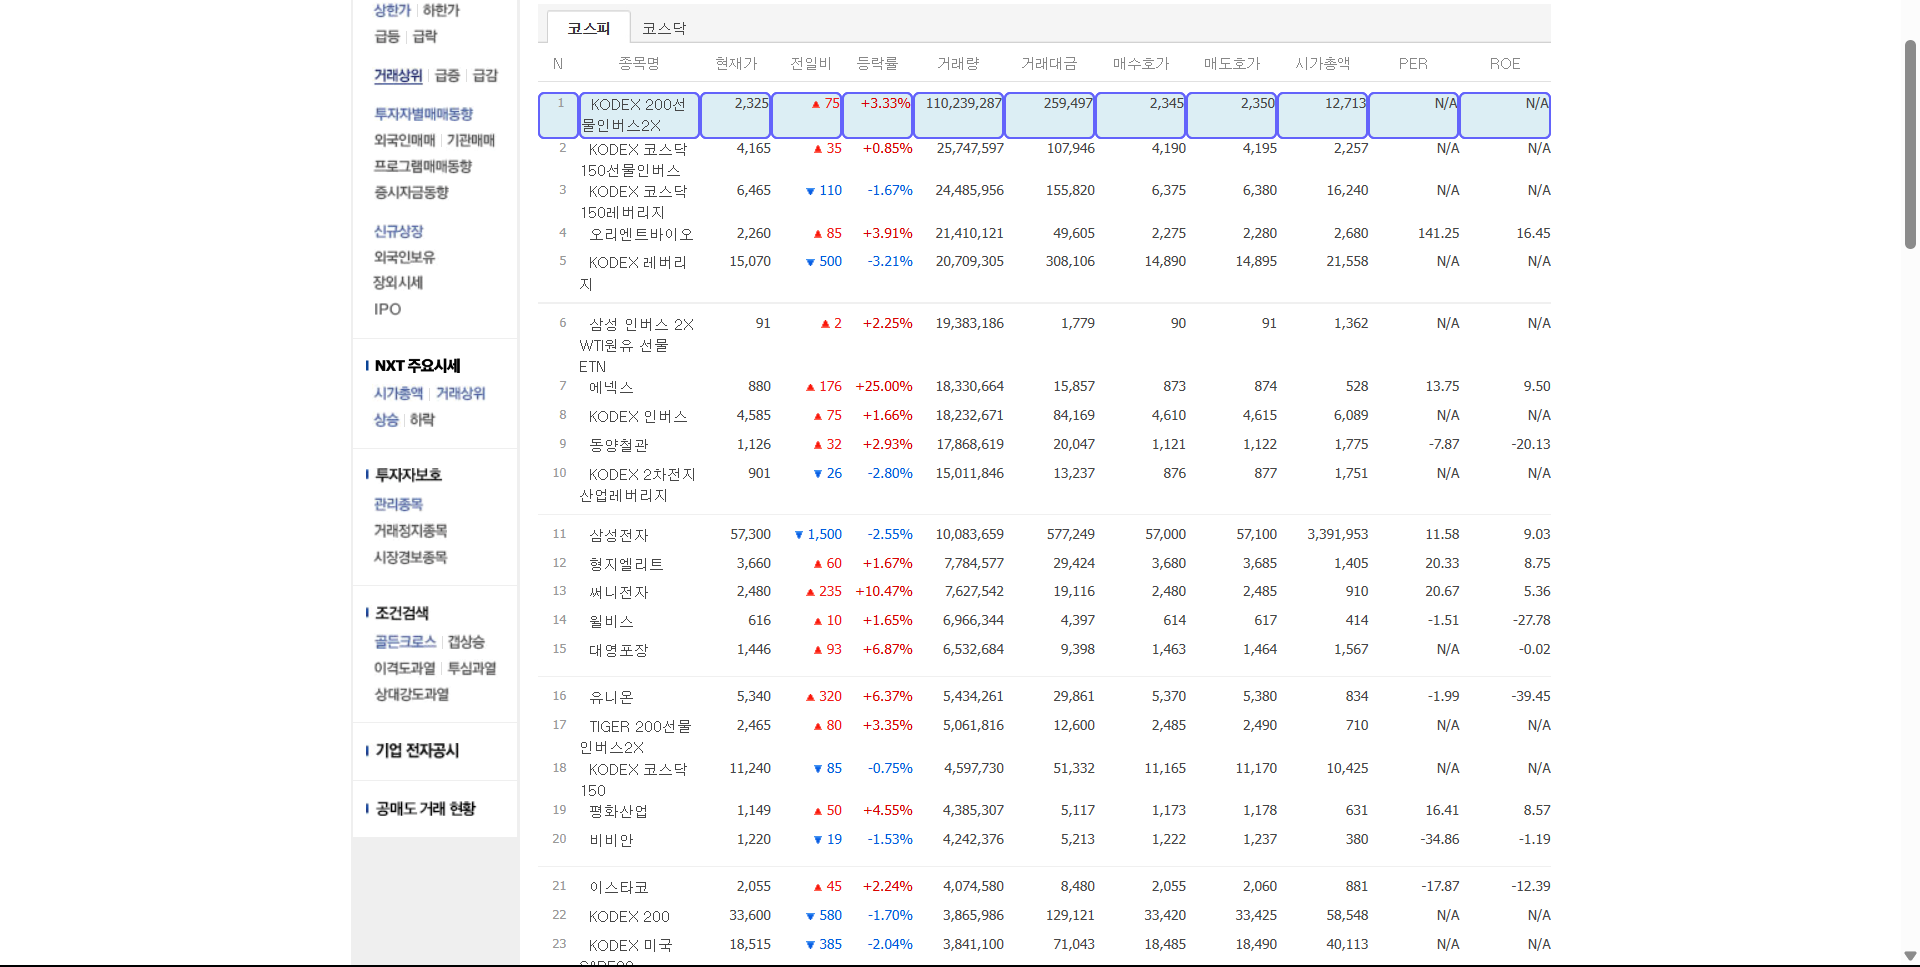 상한가 하한가
급등 급락
거래상위 급증 급감
투자자별매매동향
외국인매매 기관매매
프로그램매매동향
증시자금동향
신규상장
외국인보유
장외시세
IPO
NXT 주요시세
시가총액 거래상위
상승 하락
투자자보호
관리종목
거래정지종목
시장경보종목
조건검색
골든크로스 갭상승
이격도과열 투심과열
상대강도과열
기업 전자공시
공매도 거래 현황
코스피 코스닥
N 종목명 현재가 전일비 등락률 거래량 거래대금 매수호가 매도호가 시가총액 PER ROE
1 KODEX 200선 2,325 ▲ 75 +3.33% 110,239,287 259,497 2,345 2,350 12,713 N/A N/A
물인버스2X
2 KODEX 코스닥 4,165 ▲ 35 +0.85% 25,747,597 107,946 4,190 4,195 2,257 N/A N/A
150선물인버스
3 KODEX 코스닥 6,465 ▼ 110 -1.67% 24,485,956 155,820 6,375 6,380 16,240 N/A N/A
150레버리지
4 오리엔트바이오 2,260 ▲ 85 +3.91% 21,410,121 49,605 2,275 2,280 2,680 141.25 16.45
5 KODEX 레버리 15,070 ▼ 500 -3.21% 20,709,305 308,106 14,890 14,895 21,558 N/A N/A
지
6 삼성 인버스 2X 91 ▲ 2 +2.25% 19,383,186 1,779 90 91 1,362 N/A N/A
WTI원유 선물
ETN
7 에넥스 880 ▲ 176 +25.00% 18,330,664 15,857 873 874 528 13.75 9.50
8 KODEX 인버스 4,585 ▲ 75 +1.66% 18,232,671 84,169 4,610 4,615 6,089 N/A N/A
9 동양철관 1,126 ▲ 32 +2.93% 17,868,619 20,047 1,121 1,122 1,775 -7.87 -20.13
10 KODEX 2차전지 901 ▼ 26 -2.80% 15,011,846 13,237 876 877 1,751 N/A N/A
산업레버리지
11 삼성전자 57,300 ▼ 1,500 -2.55% 10,083,659 577,249 57,000 57,100 3,391,953 11.58 9.03
12 형지엘리트 3,660 ▲ 60 +1.67% 7,784,577 29,424 3,680 3,685 1,405 20.33 8.75
13 써니전자 2,480 ▲ 235 +10.47% 7,627,542 19,116 2,480 2,485 910 20.67 5.36
14 윌비스 616 ▲ 10 +1.65% 6,966,344 4,397 614 617 414 -1.51 -27.78
15 대영포장 1,446 ▲ 93 +6.87% 6,532,684 9,398 1,463 1,464 1,567 N/A -0.02
16 유니온 5,340 ▲ 320 +6.37% 5,434,261 29,861 5,370 5,380 834 -1.99 -39.45
17 TIGER 200선물 2,465 ▲ 80 +3.35% 5,061,816 12,600 2,485 2,490 710 N/A N/A
인버스2X
18 KODEX 코스닥 11,240 ▼ 85 -0.75% 4,597,730 51,332 11,165 11,170 10,425 N/A N/A
150
19 평화산업 1,149 ▲ 50 +4.55% 4,385,307 5,117 1,173 1,178 631 16.41 8.57
20 비비안 1,220 ▼ 19 -1.53% 4,242,376 5,213 1,222 1,237 380 -34.86 -1.19
21 이스타코 2,055 ▲ 45 +2.24% 4,074,580 8,480 2,055 2,060 881 -17.87 -12.39
22 KODEX 200 33,600 ▼ 580 -1.70% 3,865,986 129,121 33,420 33,425 58,548 N/A N/A
23 KODEX 미국 18,515 ▼ 385 -2.04% 3,841,100 71,043 18,485 18,490 40,113 N/A N/A